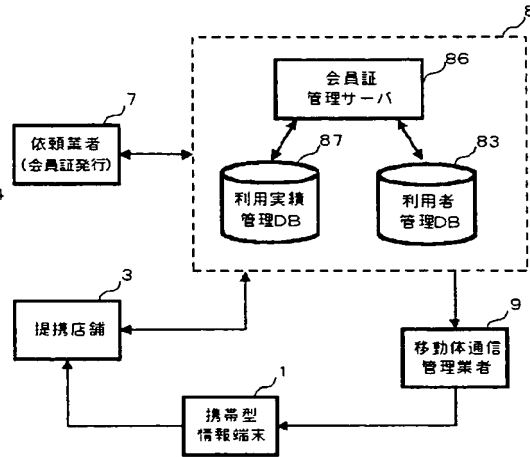 8
会員証
管理サーバ
86
7
依頼業者
(会員証発行)
87
利用実績
管理DB
83
利用者
管理DB
4
3
提携店舗
9
移動体通信
管理業者
1
携帯型
情報端末